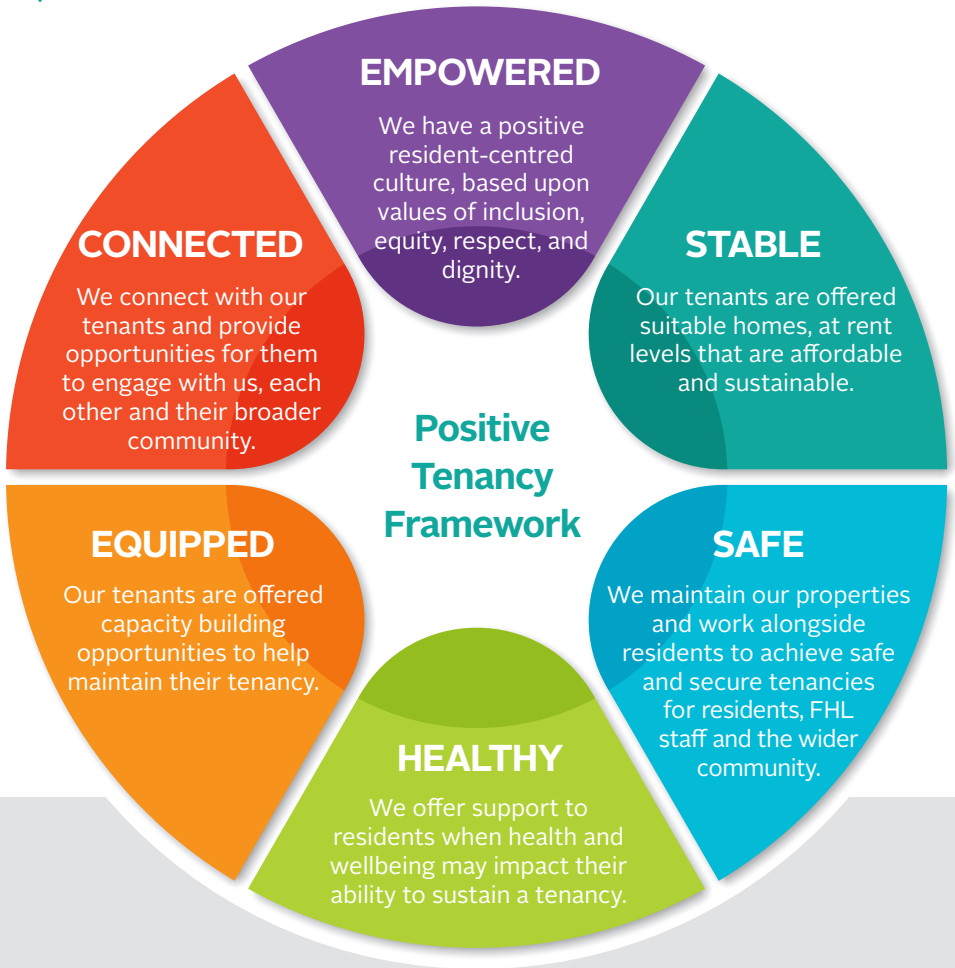 EMPOWERED
We have a positive
resident-centred
culture, based upon
values of inclusion,
equity, respect, and
dignity.
STABLE
Our tenants are offered
suitable homes, at rent
levels that are affordable
and sustainable.
SAFE
We maintain our properties
and work alongside
residents to achieve safe
and secure tenancies
for residents, FHL
staff and the wider
community.
HEALTHY
We offer support to
residents when health and
wellbeing may impact their
ability to sustain a tenancy.
EQUIPPED
Our tenants are offered
capacity building
opportunities to help
maintain their tenancy.
CONNECTED
We connect with our
tenants and provide
opportunities for them
to engage with us, each
other and their broader
community.
Positive
Tenancy
Framework